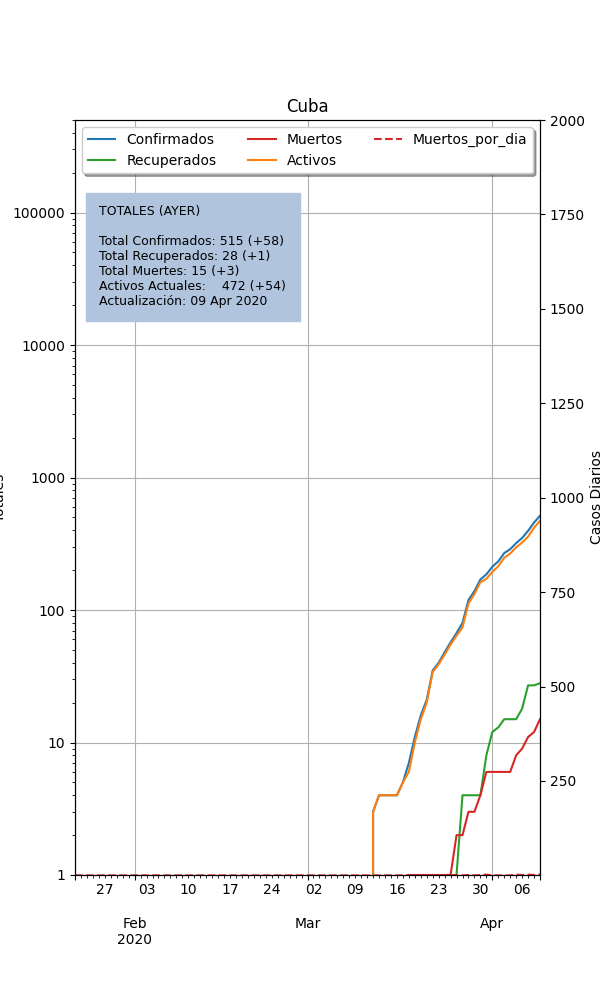 Cuba
Confirmados
Recuperados
Muertos
Activos
Muertos_por_dia
TOTALES (AYER)
Total Confirmados: 515 (+58)
Total Recuperados: 28 (+1)
Total Muertes: 15 (+3)
Activos Actuales: 472 (+54)
Actualización: 09 Apr 2020
100000
10000
1000
100
10
1
Totales
2000
1750
1500
1250
1000
750
500
250
Casos Diarios
27 03 10 17 24 02 09 16 23 30 06
Feb Mar Apr
2020